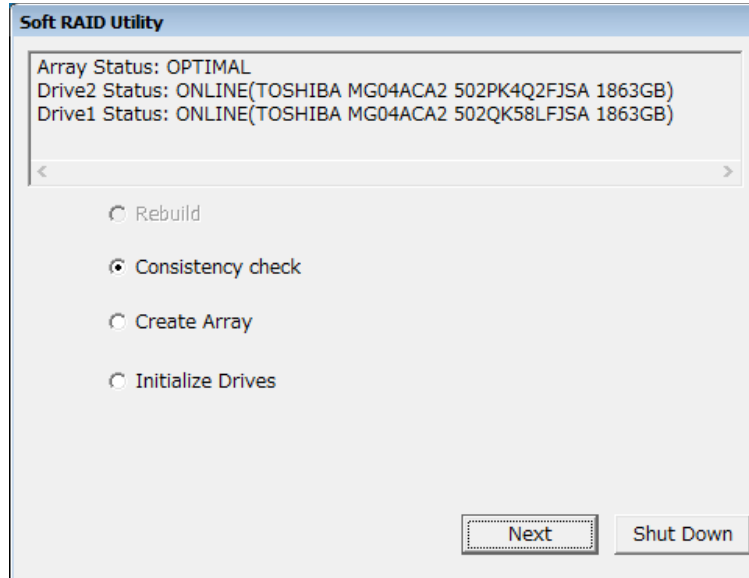 Soft RAID Utility
Array Status: OPTIMAL
Drive2 Status: ONLINE(TOSHIBA MG04ACA2 502PK4Q2FJSA 1863GB)
Drive1 Status: ONLINE(TOSHIBA MG04ACA2 502QK58LFJSA 1863GB)
Rebuild
Consistency check
Create Array
Initialize Drives
Next Shut Down